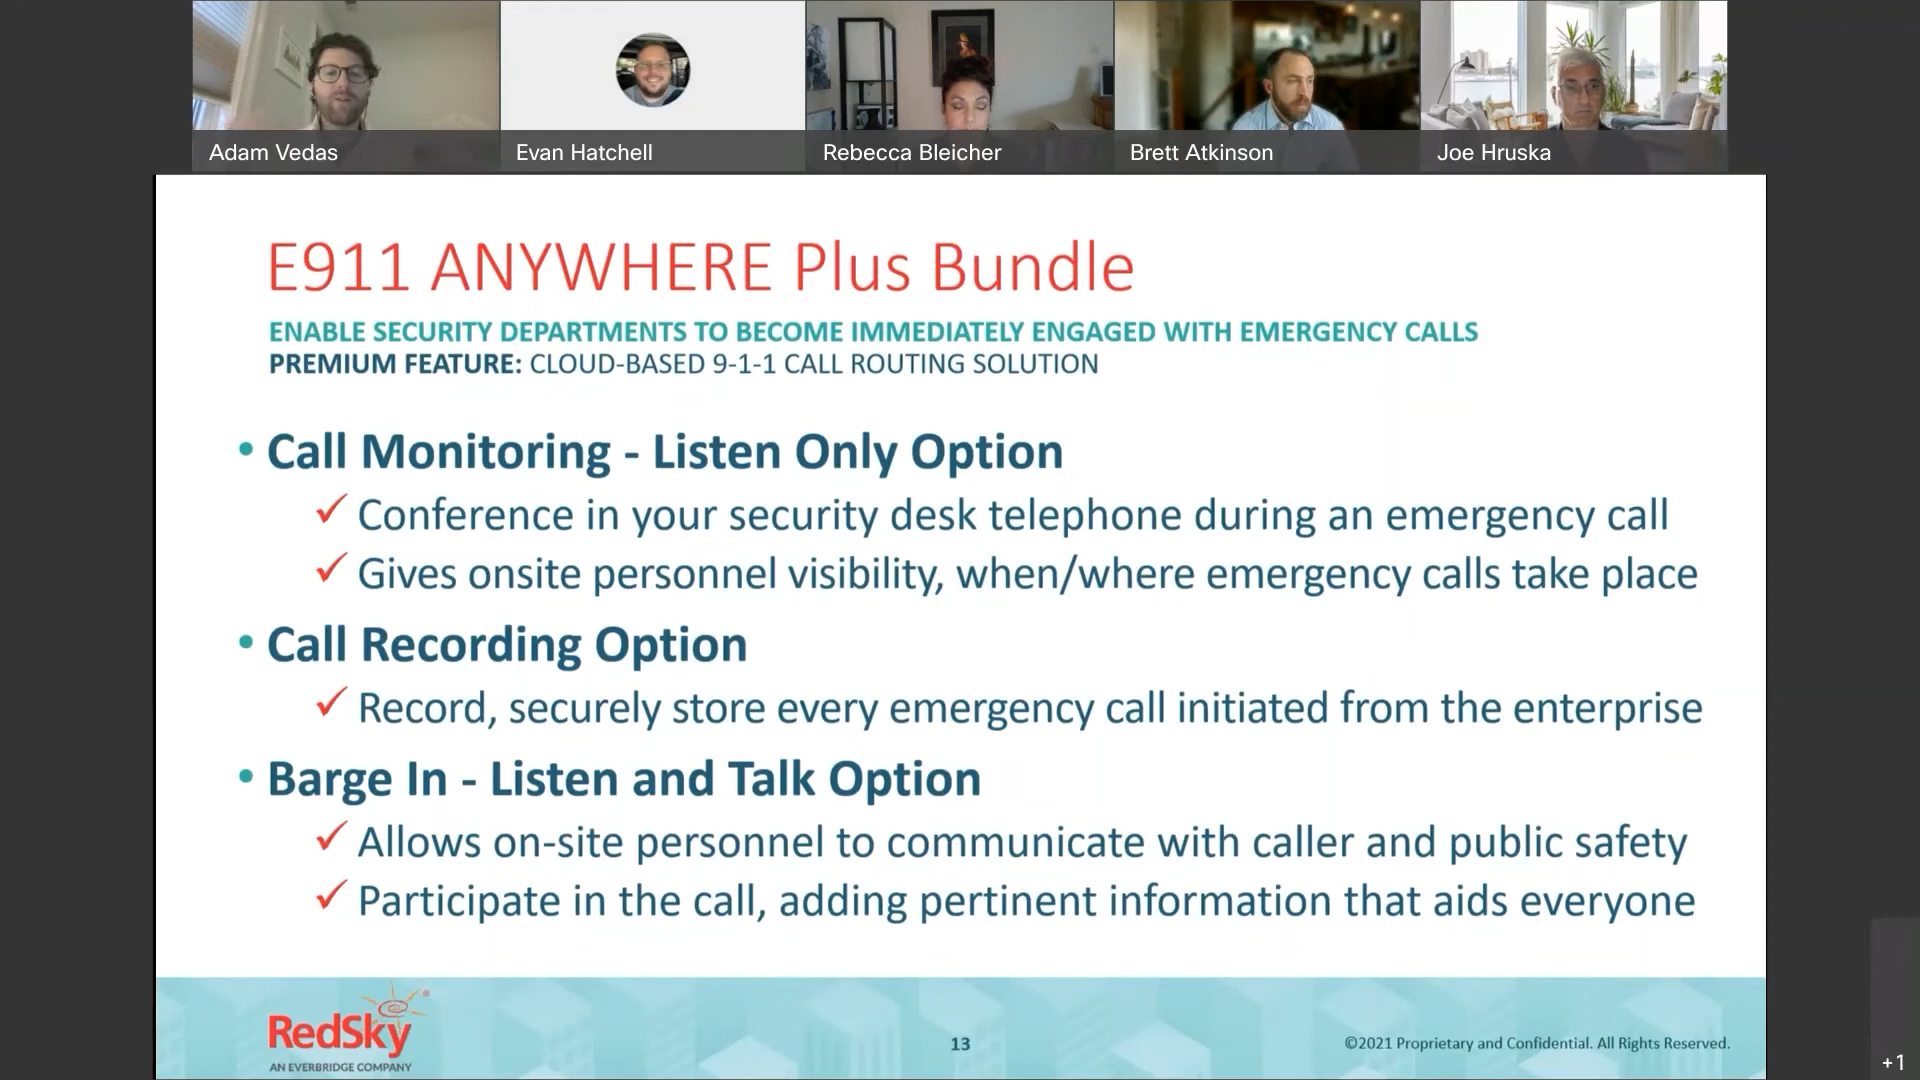 Adam Vedas
Evan Hatchell
Rebecca Bleicher
Brett Atkinson
Joe Hruska
E911 ANYWHERE Plus Bundle
ENABLE SECURITY DEPARTMENTS TO BECOME IMMEDIATELY ENGAGED WITH EMERGENCY CALLS
PREMIUM FEATURE: CLOUD-BASED 9-1-1 CALL ROUTING SOLUTION
• Call Monitoring - Listen Only Option
✓ Conference in your security desk telephone during an emergency call
✓ Gives onsite personnel visibility, when/where emergency calls take place
• Call Recording Option
✓ Record, securely store every emergency call initiated from the enterprise
• Barge In - Listen and Talk Option
✓ Allows on-site personnel to communicate with caller and public safety
✓ Participate in the call, adding pertinent information that aids everyone
RedSky®
AN EVERBRIDGE COMPANY
13
©2021 Proprietary and Confidential. All Rights Reserved.
+1